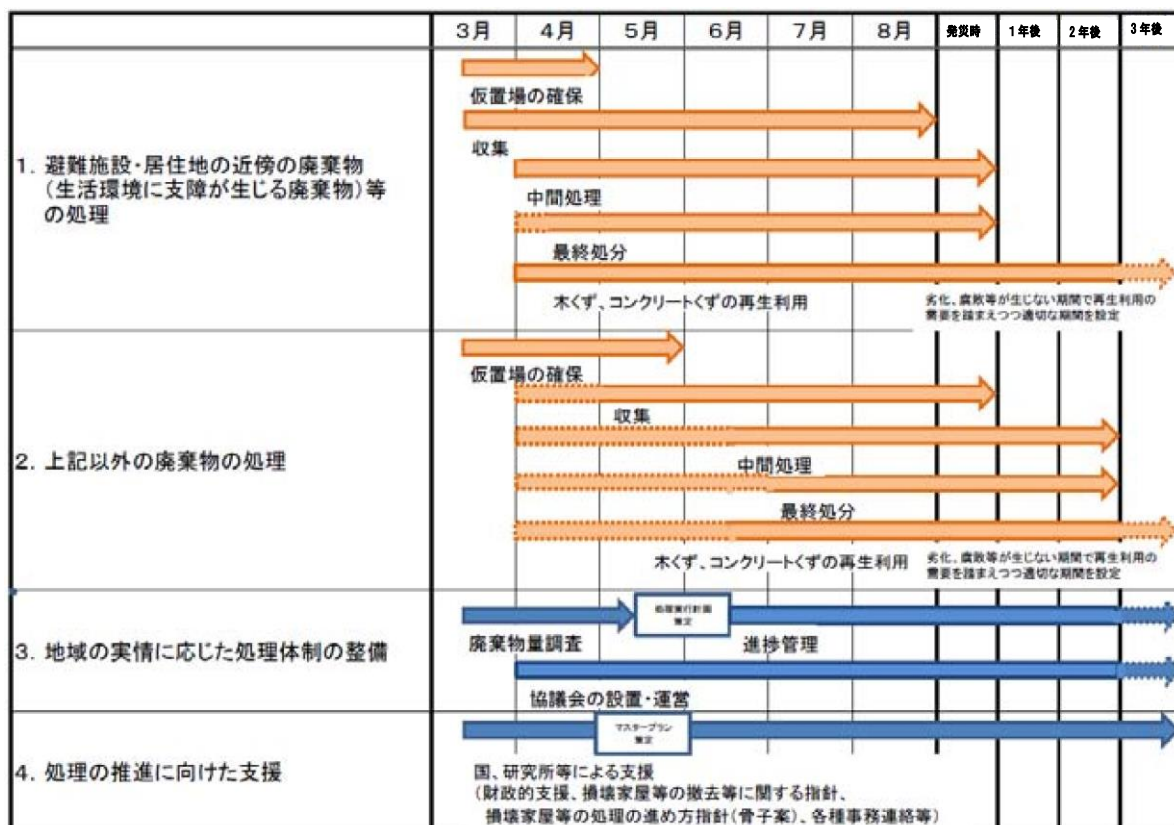 3月 4月 5月 6月 7月 8月 発災時 1年後 2年後 3年後
1. 避難施設・居住地の近傍の廃棄物
(生活環境に支障が生じる廃棄物)等
の処理
仮置場の確保
収集
中間処理
最終処分
木くず、コンクリートくずの再生利用
劣化、腐敗等が生じない期間で再生利用の
需要を踏まえつつ適切な期間を設定
2. 上記以外の廃棄物の処理
仮置場の確保
収集
中間処理
最終処分
木くず、コンクリートくずの再生利用
劣化、腐敗等が生じない期間で再生利用の
需要を踏まえつつ適切な期間を設定
3. 地域の実情に応じた処理体制の整備
廃棄物量調査
処理実行計画
策定
進捗管理
協議会の設置・運営
4. 処理の推進に向けた支援
マスタープラン
策定
国、研究所等による支援
(財政的支援、損壊家屋等の撤去等に関する指針、
損壊家屋等の処理の進め方指針(骨子案)、各種事務連絡等)